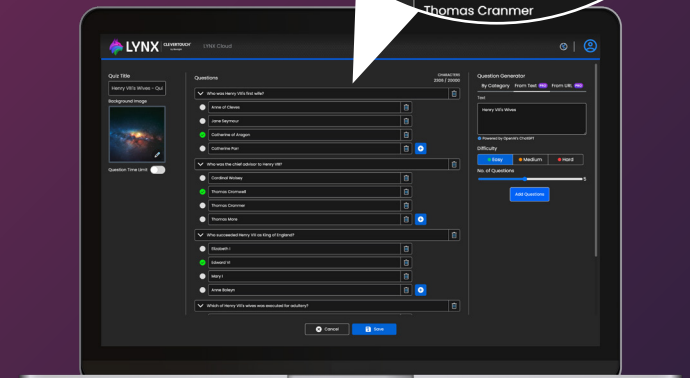 Thomas Cranmer
LYNX CLEVERTOUCH
LYNX Cloud
Quiz Title
Henry VIII's Wives - Qui
Background Image
Question Time Limit
Questions
CHARACTERS
Who was Henry VIII's first wife?
Anne of Cleves
Jane Seymour
Catherine of Aragon
Catherine Parr
Who was the chief advisor to Henry VIII?
Cardinal Wolsey
Thomas Cromwell
Thomas Cranmer
Thomas More
Who succeeded Henry VIII as King of England?
Elizabeth I
Edward VI
Mary I
Anne Boleyn
Which of Henry VIII's wives was executed for adultery?
Cancel
Save
Question Generator
By Category From Text PRO From URL PRO
Text
Henry VIII's Wives
Powered by OpenAI's ChatGPT
Difficulty
Easy Medium Hard
No. of Questions
5
Add Questions